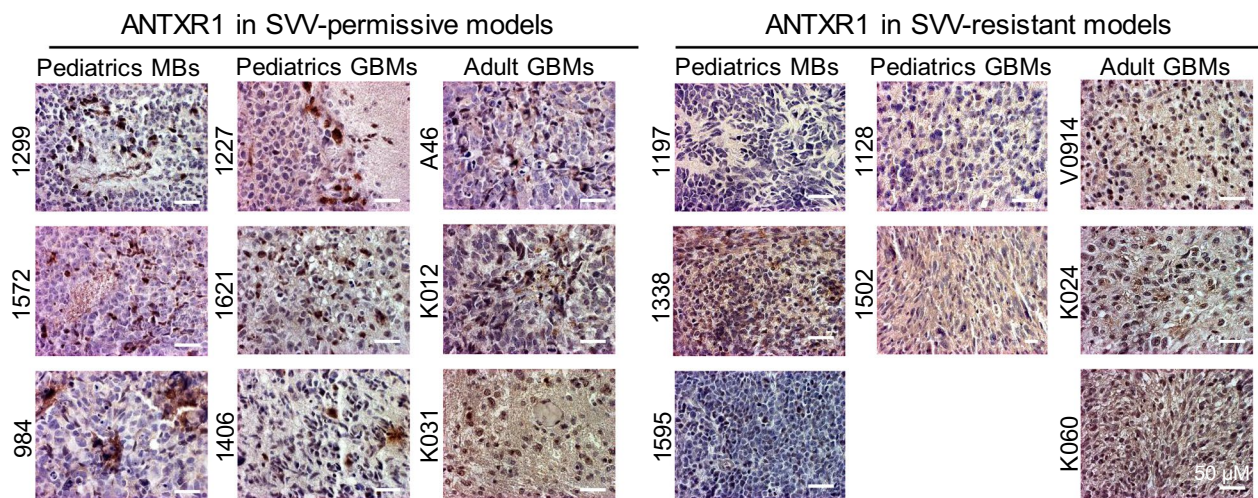 ANTXR1 in SVV-permissive models
ANTXR1 in SVV-resistant models
Pediatrics MBs
Pediatrics GBMs
Adult GBMs
Pediatrics MBs
Pediatrics GBMs
Adult GBMs
1299
1227
A46
1197
1128
V0914
1572
1621
K012
1338
1502
K024
984
1406
K031
1595
K060
50 µM